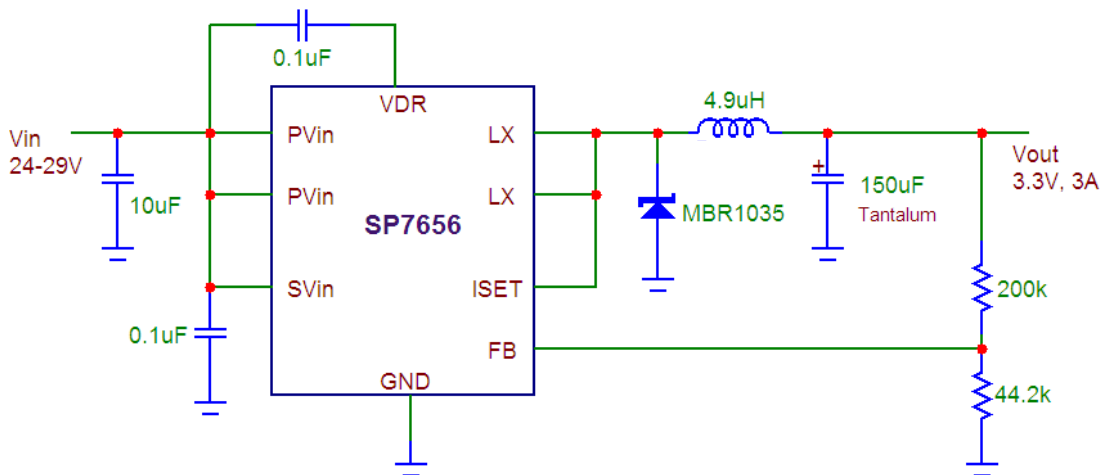 0.1uF
VDR
4.9uH
Vin
24-29V
PVin
LX
Vout
3.3V, 3A
10uF
PVin
LX
MBR1035
+
150uF
Tantalum
SP7656
SVin
ISET
200k
0.1uF
FB
GND
44.2k